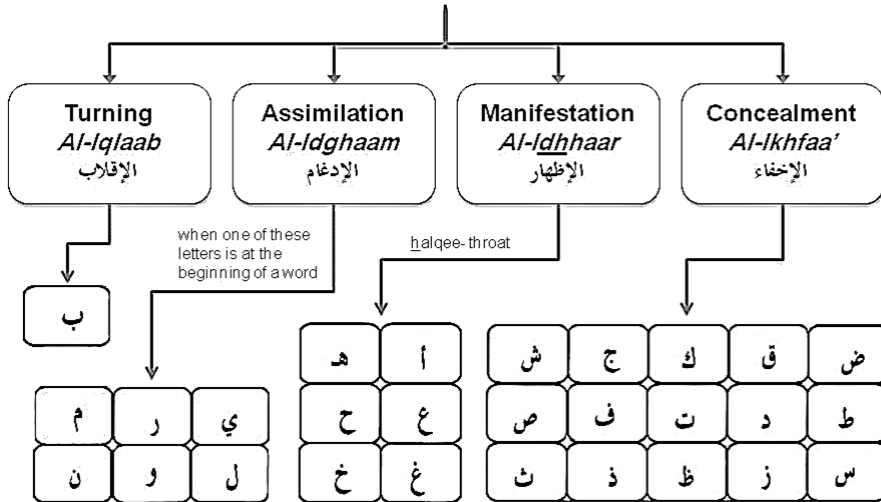 Turning
Al-Iqlaab
الإقلاب
Assimilation
Al-Idghaam
الإدغام
Manifestation
Al-Idhhaar
الإظهار
Concealment
Al-Ikhfaa'
الإخفاء
when one of these
letters is at the
beginning of a word
halqee- throat
ب
م ر ي
ن و ل
هـ أ
ح ع
خ غ
ش ج ك ق ض
ص ف ت د ط
ث ذ ظ ز س